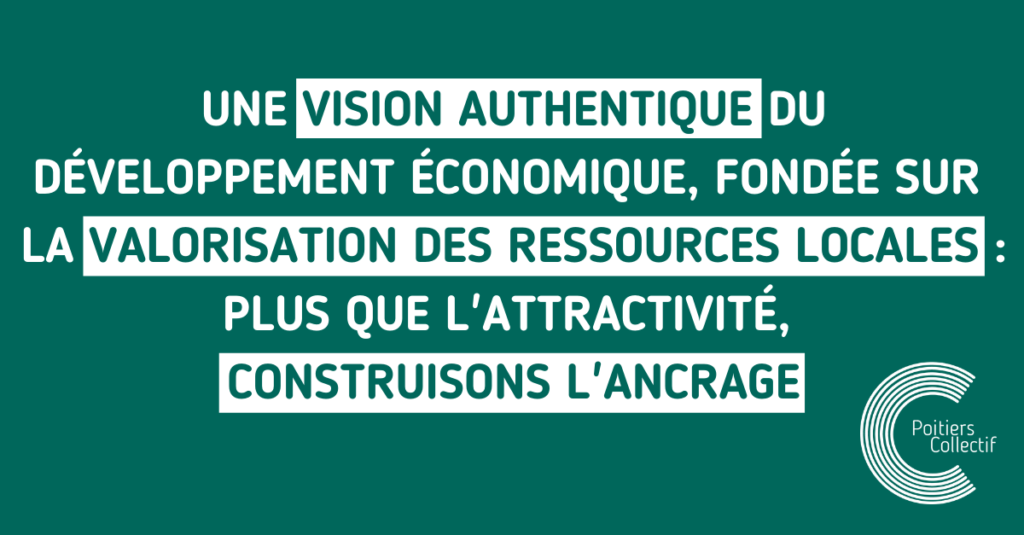 UNE VISION AUTHENTIQUE DU
DÉVELOPPEMENT ÉCONOMIQUE, FONDÉE SUR
LA VALORISATION DES RESSOURCES LOCALES :
PLUS QUE L'ATTRACTIVITÉ,
CONSTRUISONS L'ANCRAGE
Poitiers
Collectif